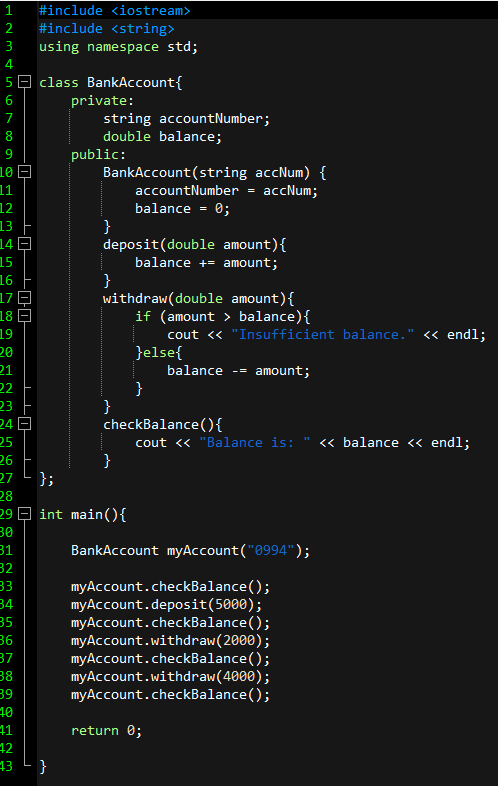 1 #include <iostream>
2 #include <string>
3 using namespace std;
4
5 class BankAccount{
6     private:
7         string accountNumber;
8         double balance;
9     public:
10         BankAccount(string accNum) {
11             accountNumber = accNum;
12             balance = 0;
13         }
14         deposit(double amount){
15             balance += amount;
16         }
17         withdraw(double amount){
18             if (amount > balance){
19                 cout << "Insufficient balance." << endl;
20             }else{
21                 balance -= amount;
22             }
23         }
24         checkBalance(){
25             cout << "Balance is: " << balance << endl;
26         }
27 };
28
29 int main(){
30
31     BankAccount myAccount("0994");
32
33     myAccount.checkBalance();
34     myAccount.deposit(5000);
35     myAccount.checkBalance();
36     myAccount.withdraw(2000);
37     myAccount.checkBalance();
38     myAccount.withdraw(4000);
39     myAccount.checkBalance();
40
41     return 0;
42
43 }